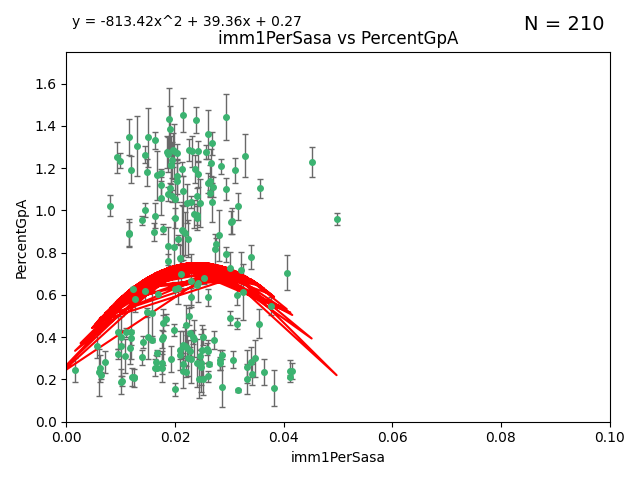 y = -813.42x^2 + 39.36x + 0.27
N = 210
imm1PerSasa vs PercentGpA
1.6
1.4
1.2
1.0
0.8
0.6
0.4
0.2
0.0
PercentGpA
0.00 0.02 0.04 0.06 0.08 0.10
imm1PerSasa